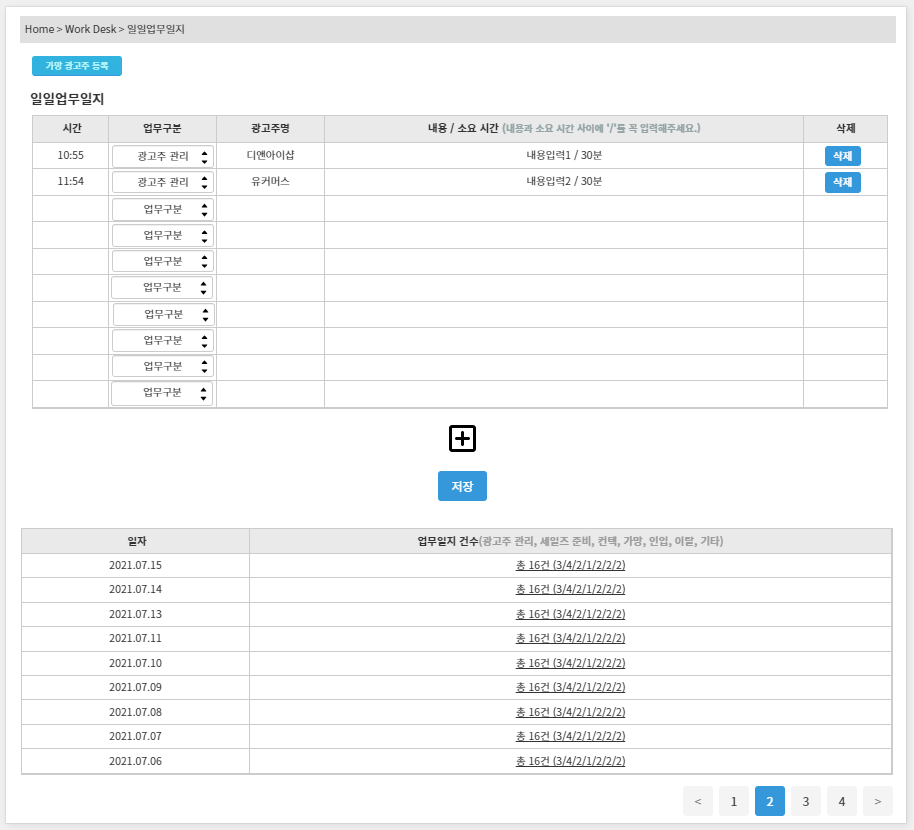 Home > Work Desk > 일일업무일지
가망 광고주 등록
일일업무일지
시간 업무구분 광고주명 내용 / 소요 시간 (내용과 소요 시간 사이에 '/'를 꼭 입력해주세요.) 삭제
10:55 광고주 관리 디앤아이샵 내용입력1 / 30분 삭제
11:54 광고주 관리 유커머스 내용입력2 / 30분 삭제
업무구분
업무구분
업무구분
업무구분
업무구분
업무구분
업무구분
업무구분
저장
일자 업무일지 건수(광고주 관리, 세일즈 준비, 컨텍, 가망, 인입, 이탈, 기타)
2021.07.15 총 16건 (3/4/2/1/2/2/2)
2021.07.14 총 16건 (3/4/2/1/2/2/2)
2021.07.13 총 16건 (3/4/2/1/2/2/2)
2021.07.11 총 16건 (3/4/2/1/2/2/2)
2021.07.10 총 16건 (3/4/2/1/2/2/2)
2021.07.09 총 16건 (3/4/2/1/2/2/2)
2021.07.08 총 16건 (3/4/2/1/2/2/2)
2021.07.07 총 16건 (3/4/2/1/2/2/2)
2021.07.06 총 16건 (3/4/2/1/2/2/2)
< 1 2 3 4 >